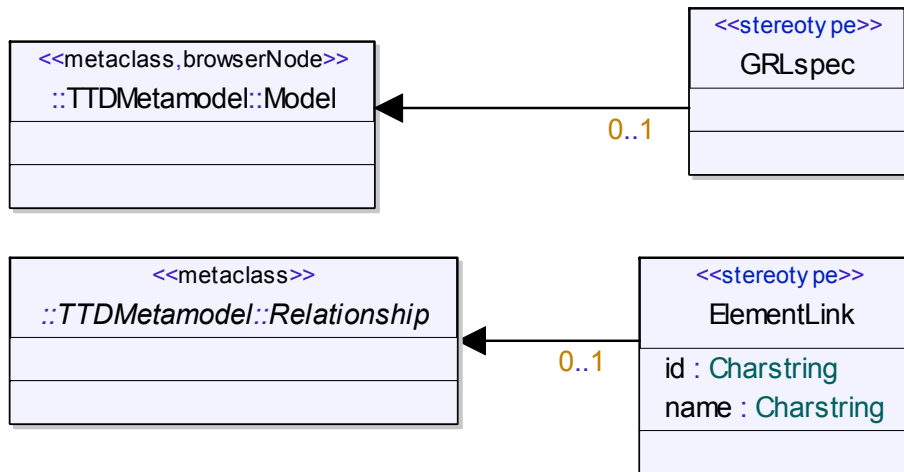 <<metaclass,browserNode>>
::TTDMetamodel::Model
<<stereotype>>
GRLspec
0..1
<<metaclass>>
::TTDMetamodel::Relationship
<<stereotype>>
ElementLink
id : Charstring
name : Charstring
0..1